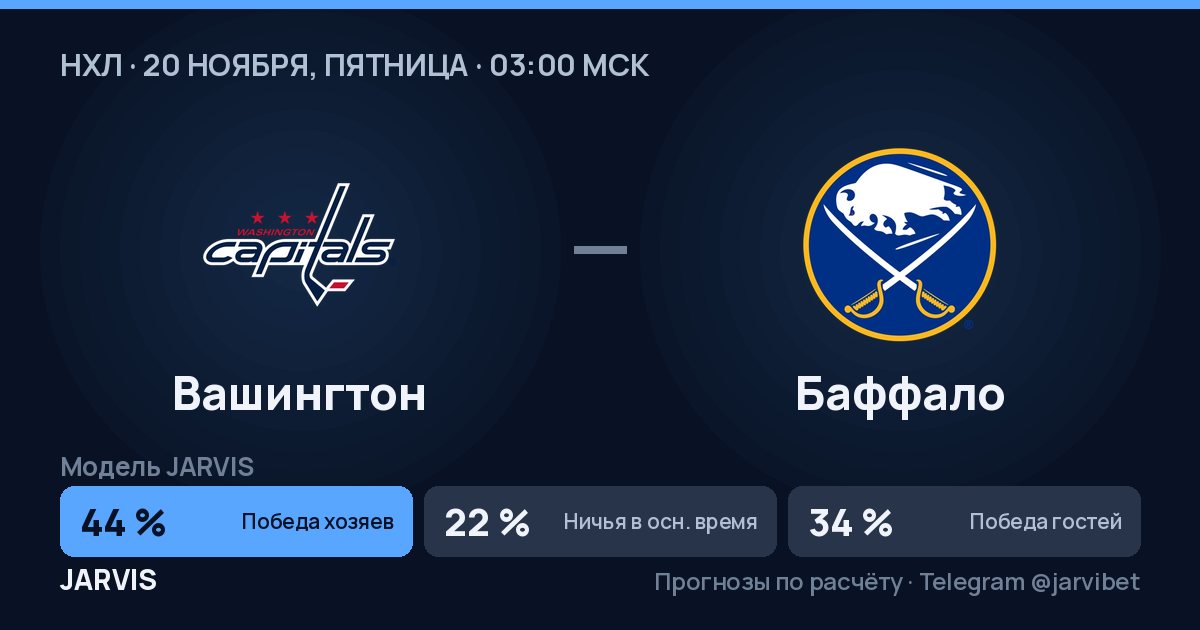 НХЛ · 20 НОЯБРЯ, ПЯТНИЦА · 03:00 МСК
WASHINGTON
capitals
®
Вашингтон
—
Баффало
Модель JARVIS
44 % Победа хозяев
22 % Ничья в осн. время
34 % Победа гостей
JARVIS
Прогнозы по расчёту · Telegram @jarvibet